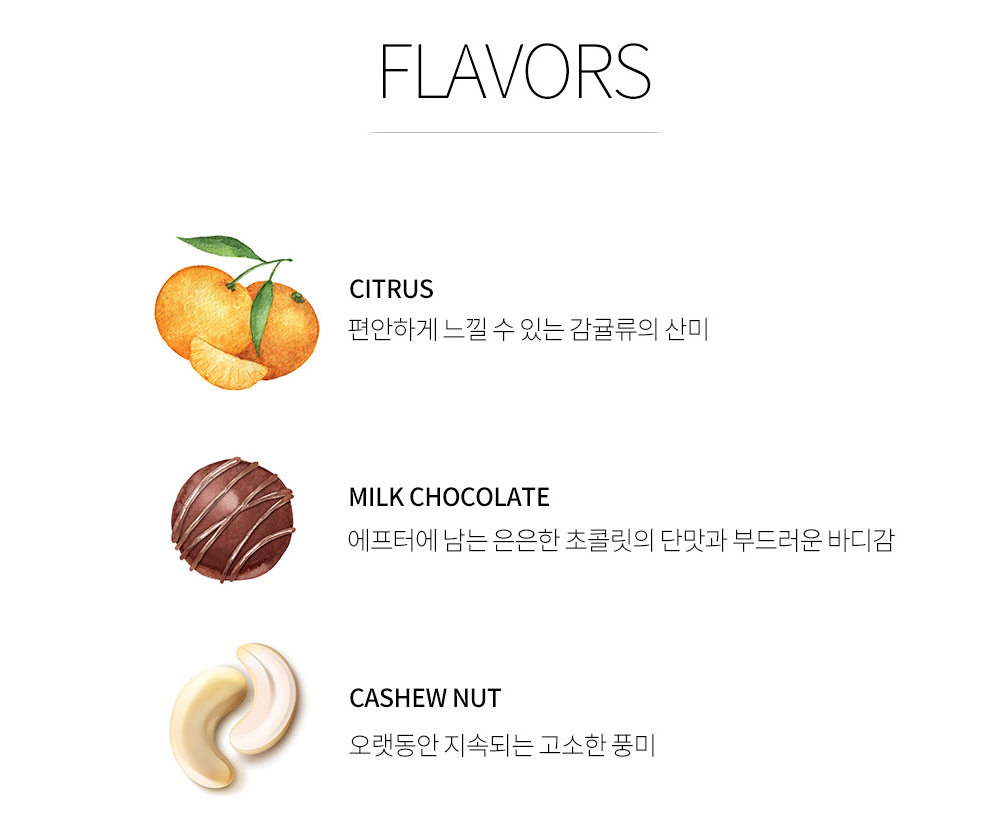 FLAVORS
CITRUS
편안하게 느낄 수 있는 감귤류의 산미
MILK CHOCOLATE
에프터에 남는 은은한 초콜릿의 단맛과 부드러운 바디감
CASHEW NUT
오랫동안 지속되는 고소한 풍미